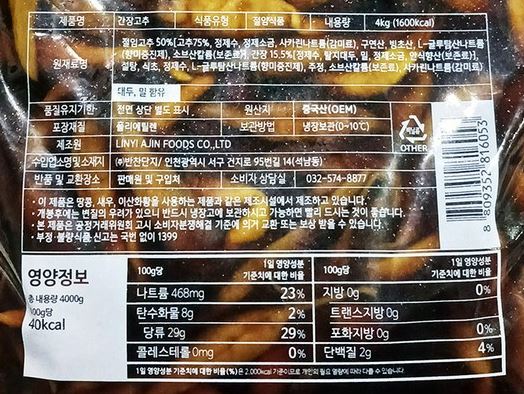 제품명 간장고추 식품유형 절임식품 내용량 4kg (1600kcal)
원재료명
절임고추 50%[고추75%, 정제수, 정제소금, 사카린나트륨(감미료), 구연산, 빙초산, L-글루탐산나트륨
(향미증진제), 소브산칼륨(보존료)], 간장 15.5%[정제수, 탈지대두, 밀, 정제소금,
설탕, 식초, 정제수, L-글루탐산나트륨(향미증진제), 주정, 소브산칼륨(보존료), 사카린나트륨(감미료)
대두, 밀 함유
품질유지기한 전면 상단 별도 표시 원산지 중국산(OEM)
포장재질 폴리에틸렌 보관방법 냉장보관(0~10℃)
제조원 LINYI AJIN FOODS CO.,LTD
수입업소명및소재지 ㈜반찬단지/ 인천광역시 서구 건지로 95번길 14(석남동)
반품 및 교환장소 판매원 및 구입처 소비자 상담실 032-574-8877
비닐류
OTHER
8 809352 816053
• 이 제품은 땅콩, 새우, 이산화황을 사용하는 제품과 같은 제조시설에서 제조하고 있습니다.
• 개봉후에는 변질의 우려가 있으니 반드시 냉장고에 보관하시고 가능하면 빨리 드시는 것이 좋습니다.
• 본 제품은 공정거래위원회 고시 소비자분쟁해결 기준에 의거 교환 또는 보상 받을 수 있습니다.
• 부정·불량식품 신고는 국번 없이 1399
영양정보
총 내용량 4000g
100g당
40kcal
100g당 1일 영양성분 기준치에 대한 비율
나트륨 468mg 23%
탄수화물 8g 2%
당류 29g 29%
콜레스테롤 0mg 0%
100g당 1일 영양성분 기준치에 대한 비율
지방 0g 0%
트랜스지방 0g
포화지방 0g 0%
단백질 2g 4%
1일 영양성분 기준치에 대한 비율(%)은 2,000kcal 기준이므로 개인의 필요 열량에 따라 다를 수 있습니다.